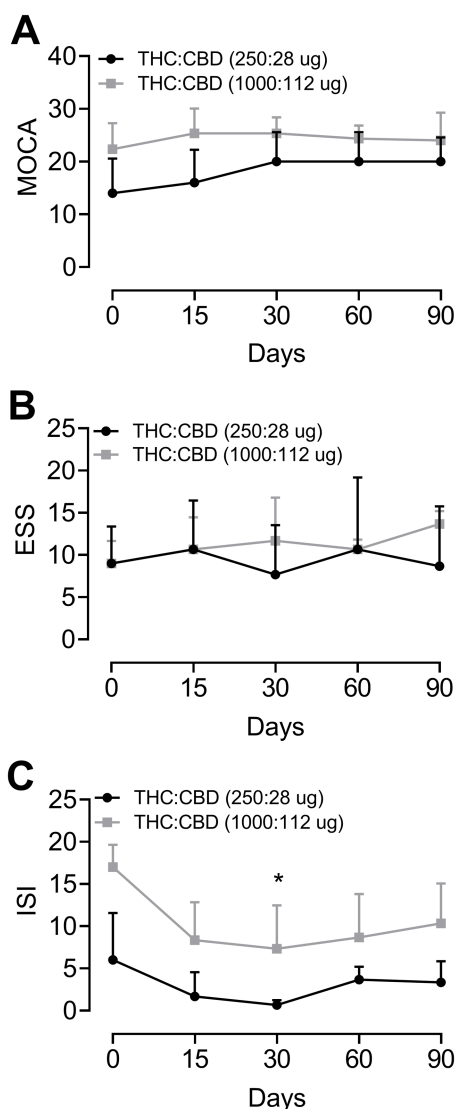 A
40
THC:CBD (250:28 ug)
THC:CBD (1000:112 ug)
30
20
10
0
MOCA
0 15 30 60 90
Days
B
25
THC:CBD (250:28 ug)
THC:CBD (1000:112 ug)
20
15
10
5
0
ESS
0 15 30 60 90
Days
C
25
THC:CBD (250:28 ug)
THC:CBD (1000:112 ug)
20
15
10
5
0
ISI
*
0 15 30 60 90
Days